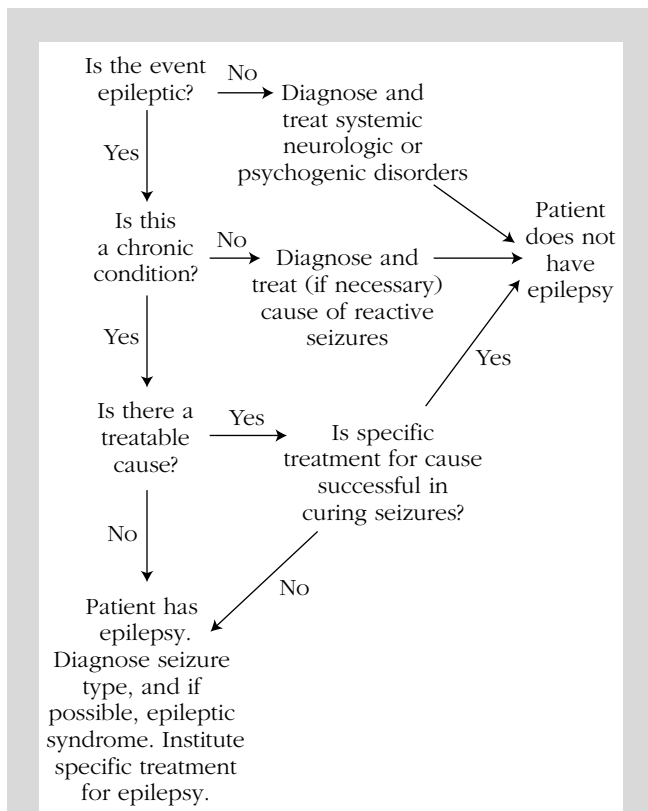 Is the event
epileptic?
No
Diagnose and
treat systemic
neurologic or
psychogenic disorders
Yes
Patient
does not
have
epilepsy
Is this
a chronic
condition?
No
Diagnose and
treat (if necessary)
cause of reactive
seizures
Yes
Yes
Is there a
treatable
cause?
Yes
Is specific
treatment for cause
successful in
curing seizures?
No
No
Patient has
epilepsy.
Diagnose seizure
type, and if
possible, epileptic
syndrome. Institute
specific treatment
for epilepsy.